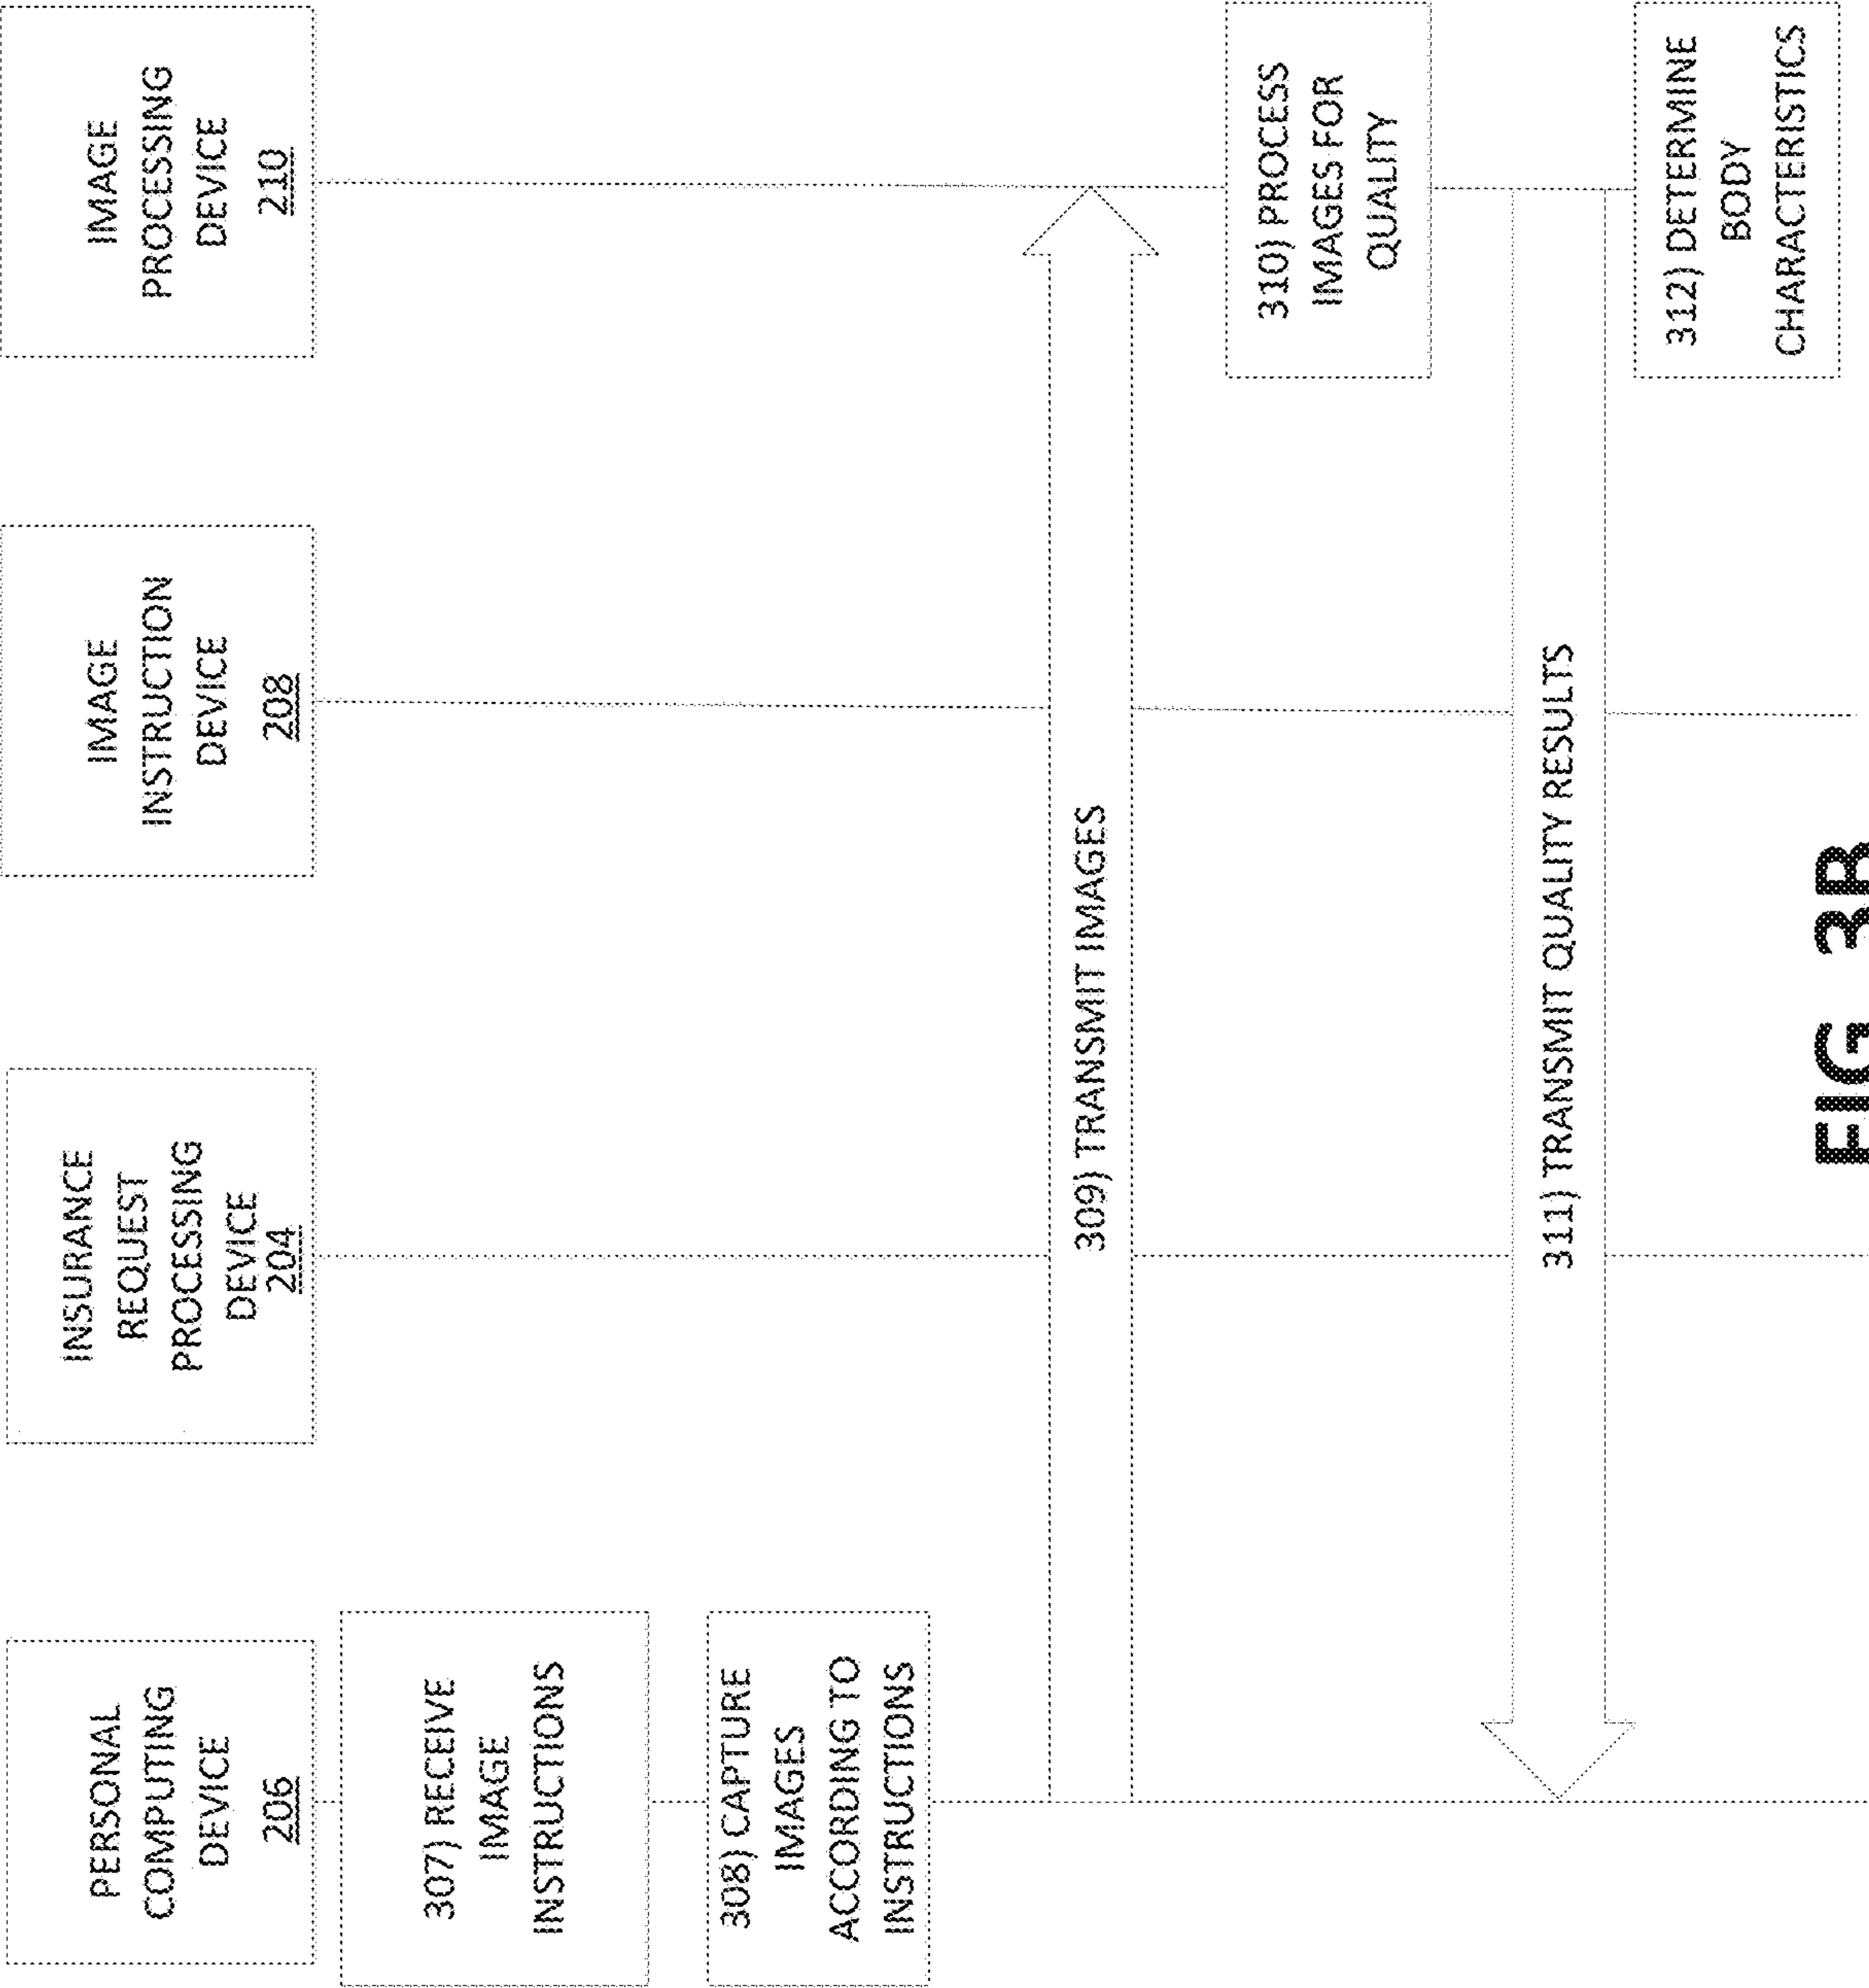 PERSONAL
COMPUTING
DEVICE
206
INSURANCE
REQUEST
PROCESSING
DEVICE
204
IMAGE
INSTRUCTION
DEVICE
208
IMAGE
PROCESSING
DEVICE
210
307) RECEIVE
IMAGE
INSTRUCTIONS
308) CAPTURE
IMAGES
ACCORDING TO
INSTRUCTIONS
309) TRANSMIT IMAGES
310) PROCESS
IMAGES FOR
QUALITY
311) TRANSMIT QUALITY RESULTS
312) DETERMINE
BODY
CHARACTERISTICS
FIG 3B